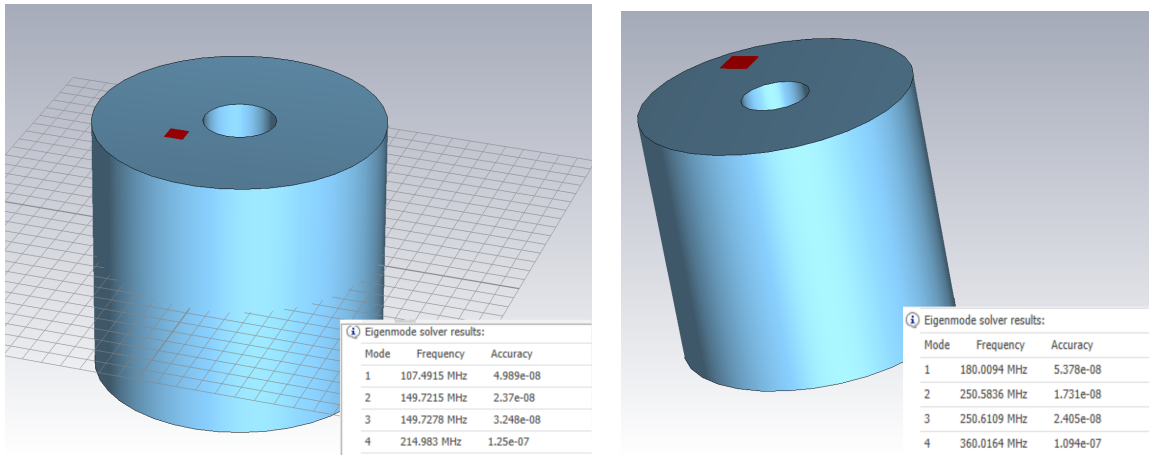 Eigenmode solver results:
Mode Frequency Accuracy
1 107.4915 MHz 4.989e-08
2 149.7215 MHz 2.37e-08
3 149.7278 MHz 3.248e-08
4 214.983 MHz 1.25e-07
Eigenmode solver results:
Mode Frequency Accuracy
1 180.0094 MHz 5.378e-08
2 250.5836 MHz 1.731e-08
3 250.6109 MHz 2.405e-08
4 360.0164 MHz 1.094e-07